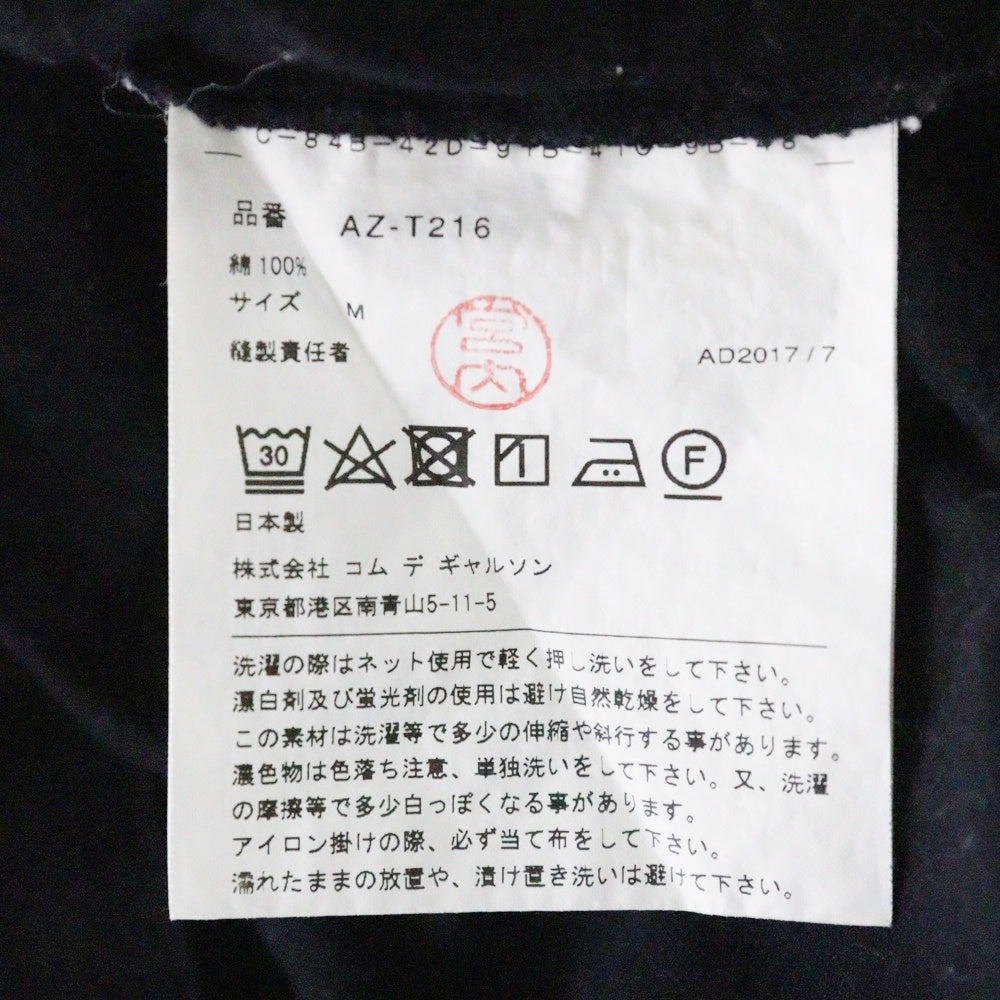 品番 AZ-T216
綿 100%
サイズ M
縫製責任者 宮内 AD2017/7
30 F
日本製
株式会社 コム デ ギャルソン
東京都港区南青山5-11-5
洗濯の際はネット使用で軽く押し洗いをして下さい。
漂白剤及び蛍光剤の使用は避け自然乾燥をして下さい。
この素材は洗濯等で多少の伸縮や斜行する事があります。
濃色物は色落ち注意、単独洗いをして下さい。又、洗濯
の摩擦等で多少白っぽくなる事があります。
アイロン掛けの際、必ず当て布をして下さい。
濡れたままの放置や、漬け置き洗いは避けて下さい。